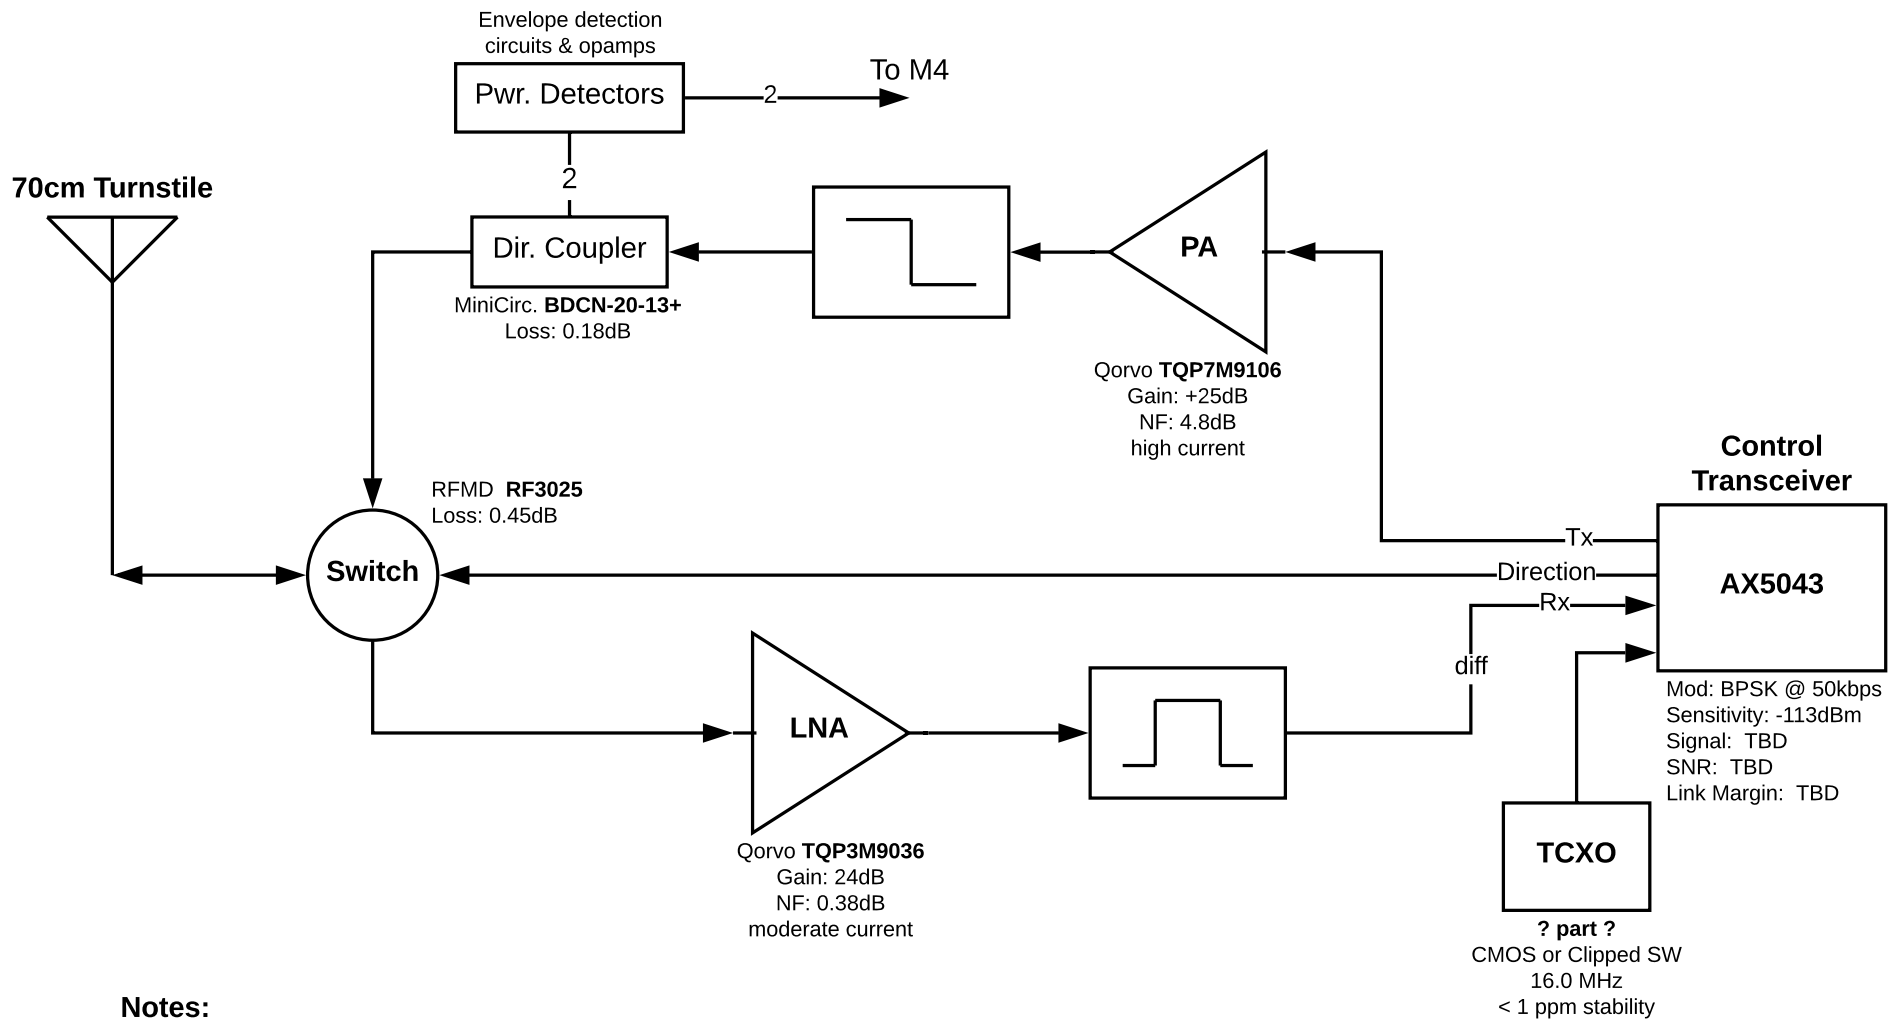 Envelope detection
circuits & opamps
Pwr. Detectors
2
To M4
2
70cm Turnstile
Dir. Coupler
MiniCirc. BDCN-20-13+
Loss: 0.18dB
PA
Qorvo TQP7M9106
Gain: +25dB
NF: 4.8dB
high current
RFMD  RF3025
Loss: 0.45dB
Switch
Control
Transceiver
Tx
Direction
Rx
diff
AX5043
Mod: BPSK @ 50kbps
Sensitivity: -113dBm
Signal:  TBD
SNR:  TBD
Link Margin:  TBD
LNA
Qorvo TQP3M9036
Gain: 24dB
NF: 0.38dB
moderate current
TCXO
? part ?
CMOS or Clipped SW
16.0 MHz
< 1 ppm stability
Notes: